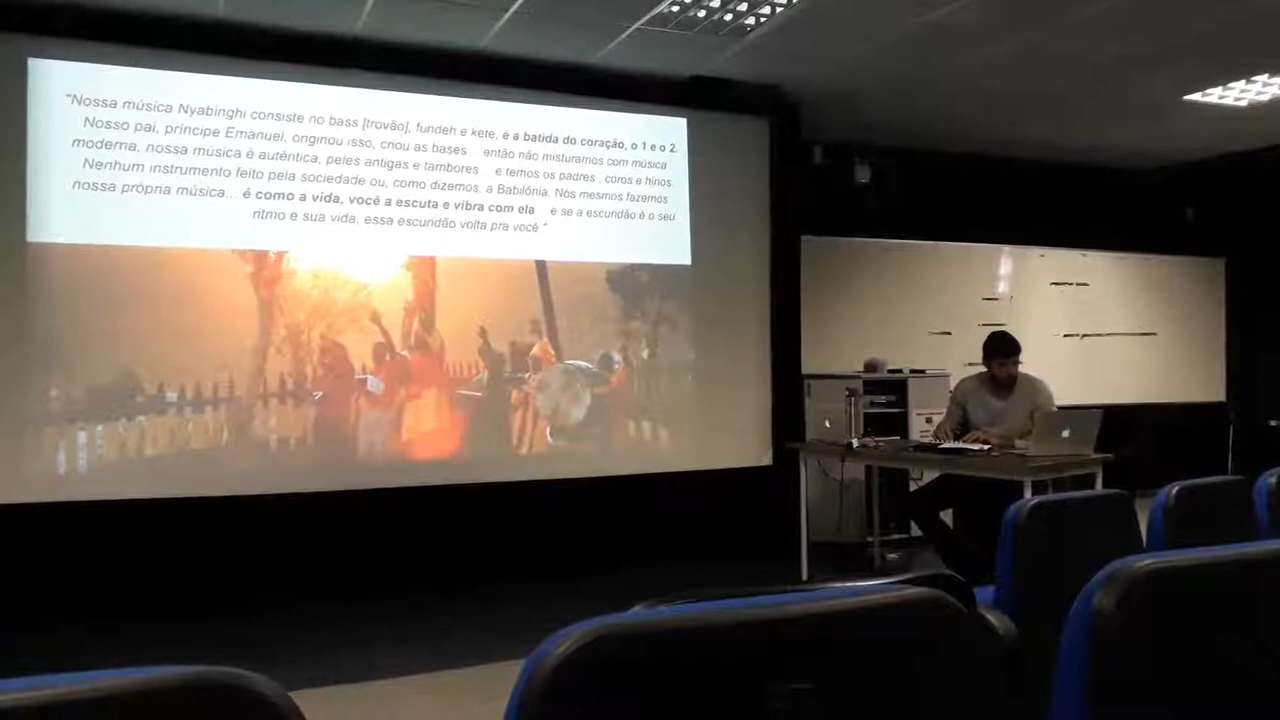 "Nossa música Nyabinghi consiste no bass [trovão], fundeh e kete, é a batida do coração, o 1 e o 2.
Nosso pai, príncipe Emanuel, originou isso, criou as bases... então não misturamos com música
moderna, nossa música é autêntica, peles antigas e tambores... e temos os padres, coros e hinos.
Nenhum instrumento feito pela sociedade ou, como dizemos, a Babilônia. Nós mesmos fazemos
nossa própria música... é como a vida, você a escuta e vibra com ela... e se a escuridão é o seu
ritmo e sua vida, essa escuridão volta pra você."